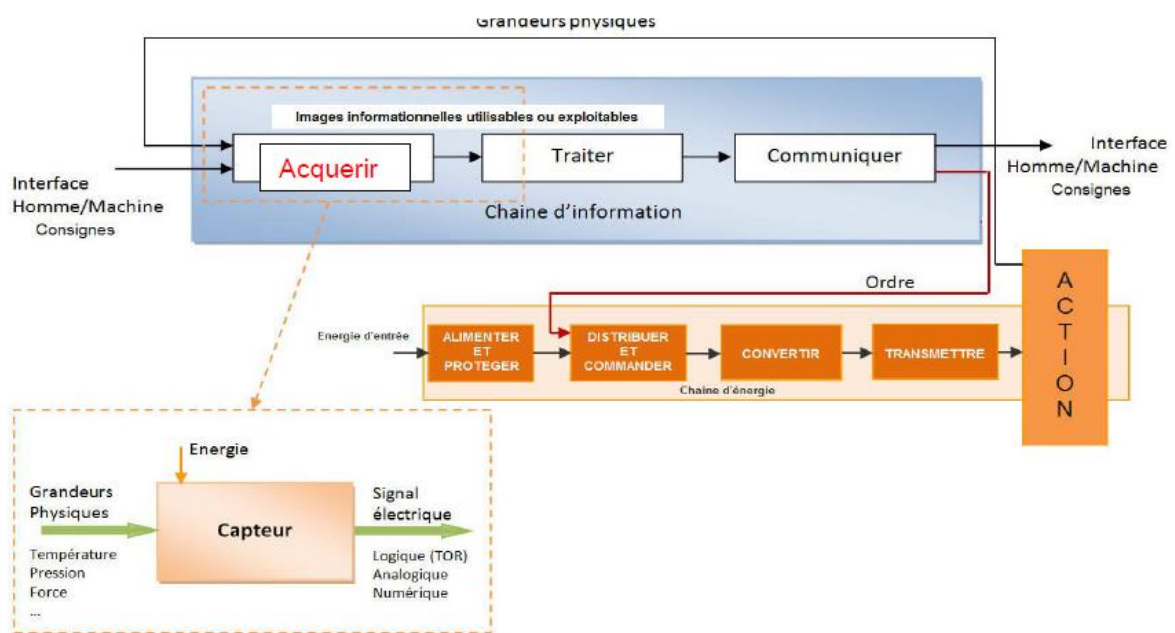 Grandeurs physiques
Images informationnelles utilisables ou exploitables
Acquerir
Traiter
Communiquer
Interface
Homme/Machine
Consignes
Interface
Homme/Machine
Consignes
Chaine d'information
Ordre
Energie d'entrée
ALIMENTER
ET
PROTEGER
DISTRIBUER
ET
COMMANDER
CONVERTIR
TRANSMETTRE
Chaine d'énergie
ACTION
Energie
Grandeurs
Physiques
Température
Pression
Force
...
Capteur
Signal
électrique
Logique (TOR)
Analogique
Numérique